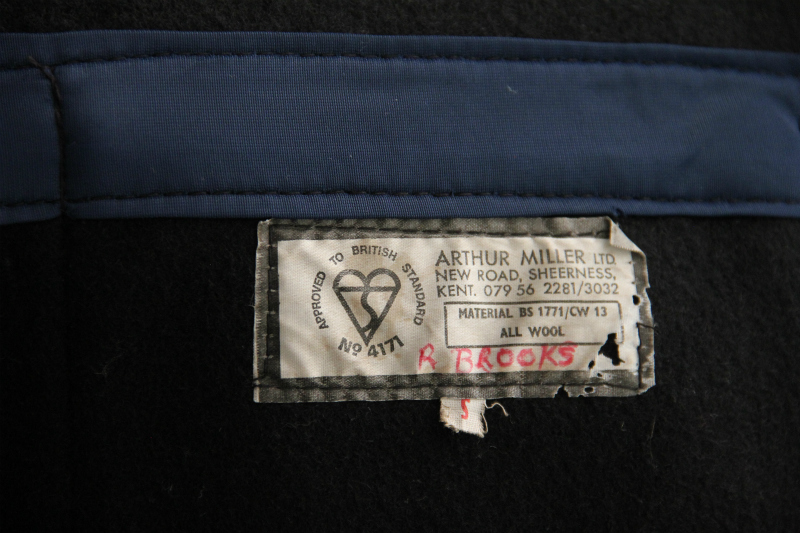 APPROVED TO BRITISH STANDARD
Nº 4171
ARTHUR MILLER LTD
NEW ROAD, SHEERNESS,
KENT. 079 56 2281/3032
MATERIAL BS 1771/CW 13
ALL WOOL
R BROOKS
S